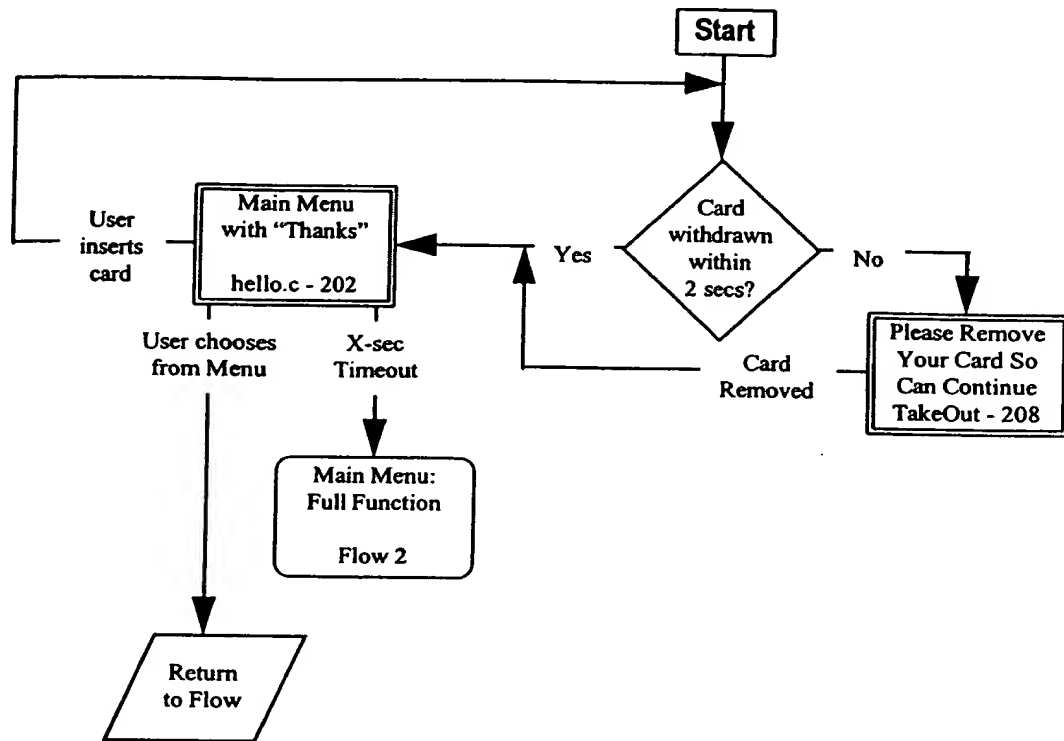 Start
Card
withdrawn
within
2 secs?
Yes
No
Main Menu
with “Thanks”
hello.c - 202
User
inserts
card
Please Remove
Your Card So
Can Continue
TakeOut - 208
Card
Removed
User chooses
from Menu
X-sec
Timeout
Main Menu:
Full Function
Flow 2
Return
to Flow